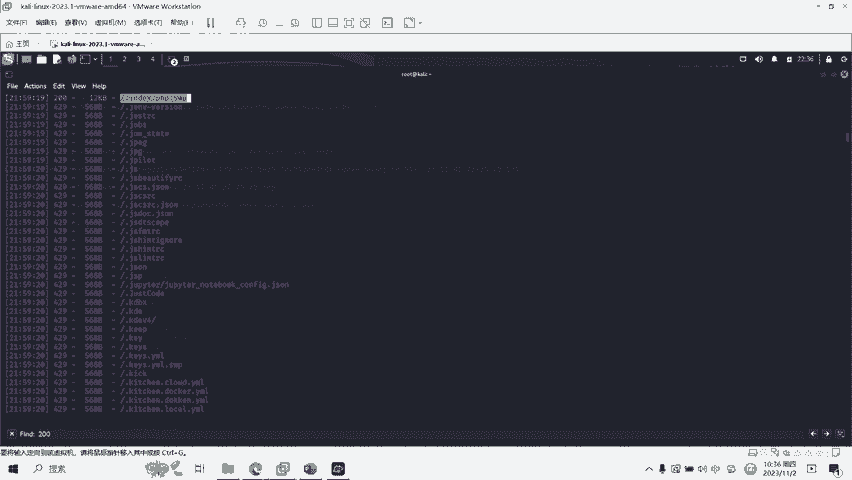 kali-linux-2023.1-vmware-amd64 - VMware Workstation
文件(F) 编辑(E) 查看(V) 虚拟机(M) 选项卡(T) 帮助(H)
主页 kali-linux-2023.1-vmware-a...
1 2 3 4 22:36
root@kali: ~
File Actions Edit View Help
[21:59:19] 200 - 12KB - /.index.php.swp
[21:59:19] 429 - 568B - /.jenv-version
[21:59:19] 429 - 568B - /.jestrc
[21:59:19] 429 - 568B - /.jobs
[21:59:19] 429 - 568B - /.joe_state
[21:59:19] 429 - 568B - /.jpeg
[21:59:19] 429 - 568B - /.jpg
[21:59:19] 429 - 568B - /.jpilot
[21:59:20] 429 - 568B - /.js
[21:59:20] 429 - 568B - /.jsbeautifyrc
[21:59:20] 429 - 568B - /.jscs.json
[21:59:20] 429 - 568B - /.jscsrc
[21:59:20] 429 - 568B - /.jscsrc.json
[21:59:20] 429 - 568B - /.jsdoc.json
[21:59:20] 429 - 568B - /.jsdtscope
[21:59:20] 429 - 568B - /.jsfmtrc
[21:59:20] 429 - 568B - /.jshintignore
[21:59:20] 429 - 568B - /.jshintrc
[21:59:20] 429 - 568B - /.jslintrc
[21:59:20] 429 - 568B - /.json
[21:59:20] 429 - 568B - /.jsp
[21:59:20] 429 - 568B - /.jupyter/jupyter_notebook_config.json
[21:59:20] 429 - 568B - /.JustCode
[21:59:20] 429 - 568B - /.kdbx
[21:59:20] 429 - 568B - /.kde
[21:59:20] 429 - 568B - /.kdev4/
[21:59:20] 429 - 568B - /.keep
[21:59:20] 429 - 568B - /.key
[21:59:20] 429 - 568B - /.keys
[21:59:20] 429 - 568B - /.keys.yml
[21:59:20] 429 - 568B - /.keys.yml.swp
[21:59:20] 429 - 568B - /.kick
[21:59:20] 429 - 568B - /.kitchen.cloud.yml
[21:59:20] 429 - 568B - /.kitchen.docker.yml
[21:59:20] 429 - 568B - /.kitchen.dokken.yml
[21:59:20] 429 - 568B - /.kitchen.local.yml
Find: 200
要将输入定向到该虚拟机，请将鼠标指针移入其中或按 Ctrl+G。
搜索
中
10:36 周四
2023/11/2